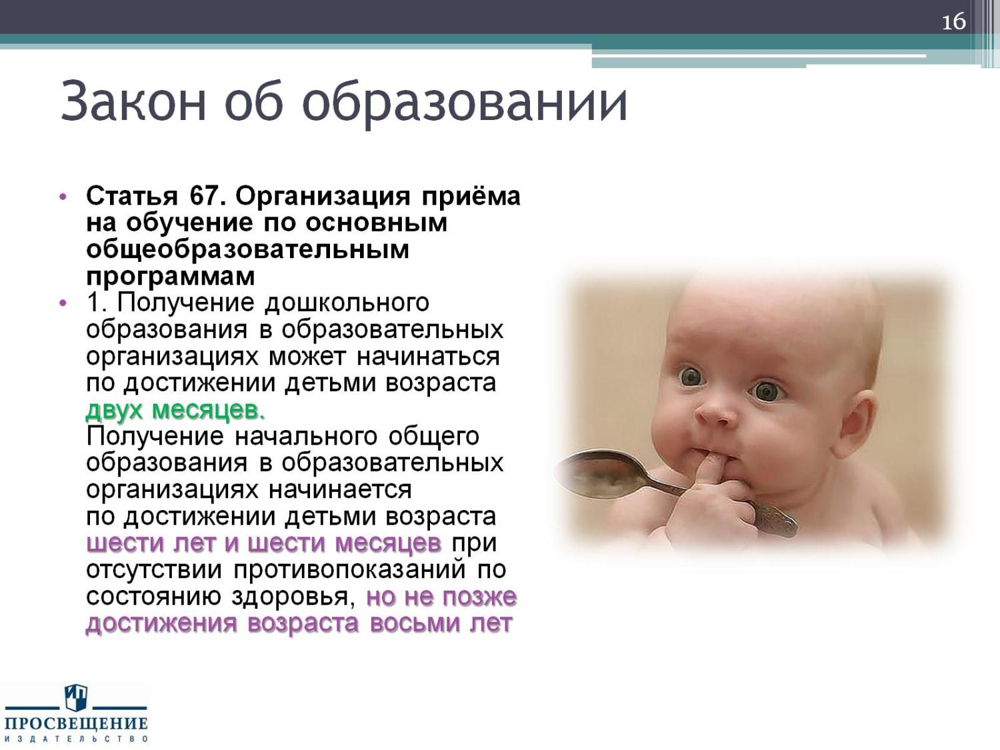 16
Закон об образовании
• Статья 67. Организация приёма
на обучение по основным
общеобразовательным
программам
• 1. Получение дошкольного
образования в образовательных
организациях может начинаться
по достижении детьми возраста
двух месяцев.
Получение начального общего
образования в образовательных
организациях начинается
по достижении детьми возраста
шести лет и шести месяцев при
отсутствии противопоказаний по
состоянию здоровья, но не позже
достижения возраста восьми лет
ИП
ПРОСВЕЩЕНИЕ
ИЗДАТЕЛЬСТВО